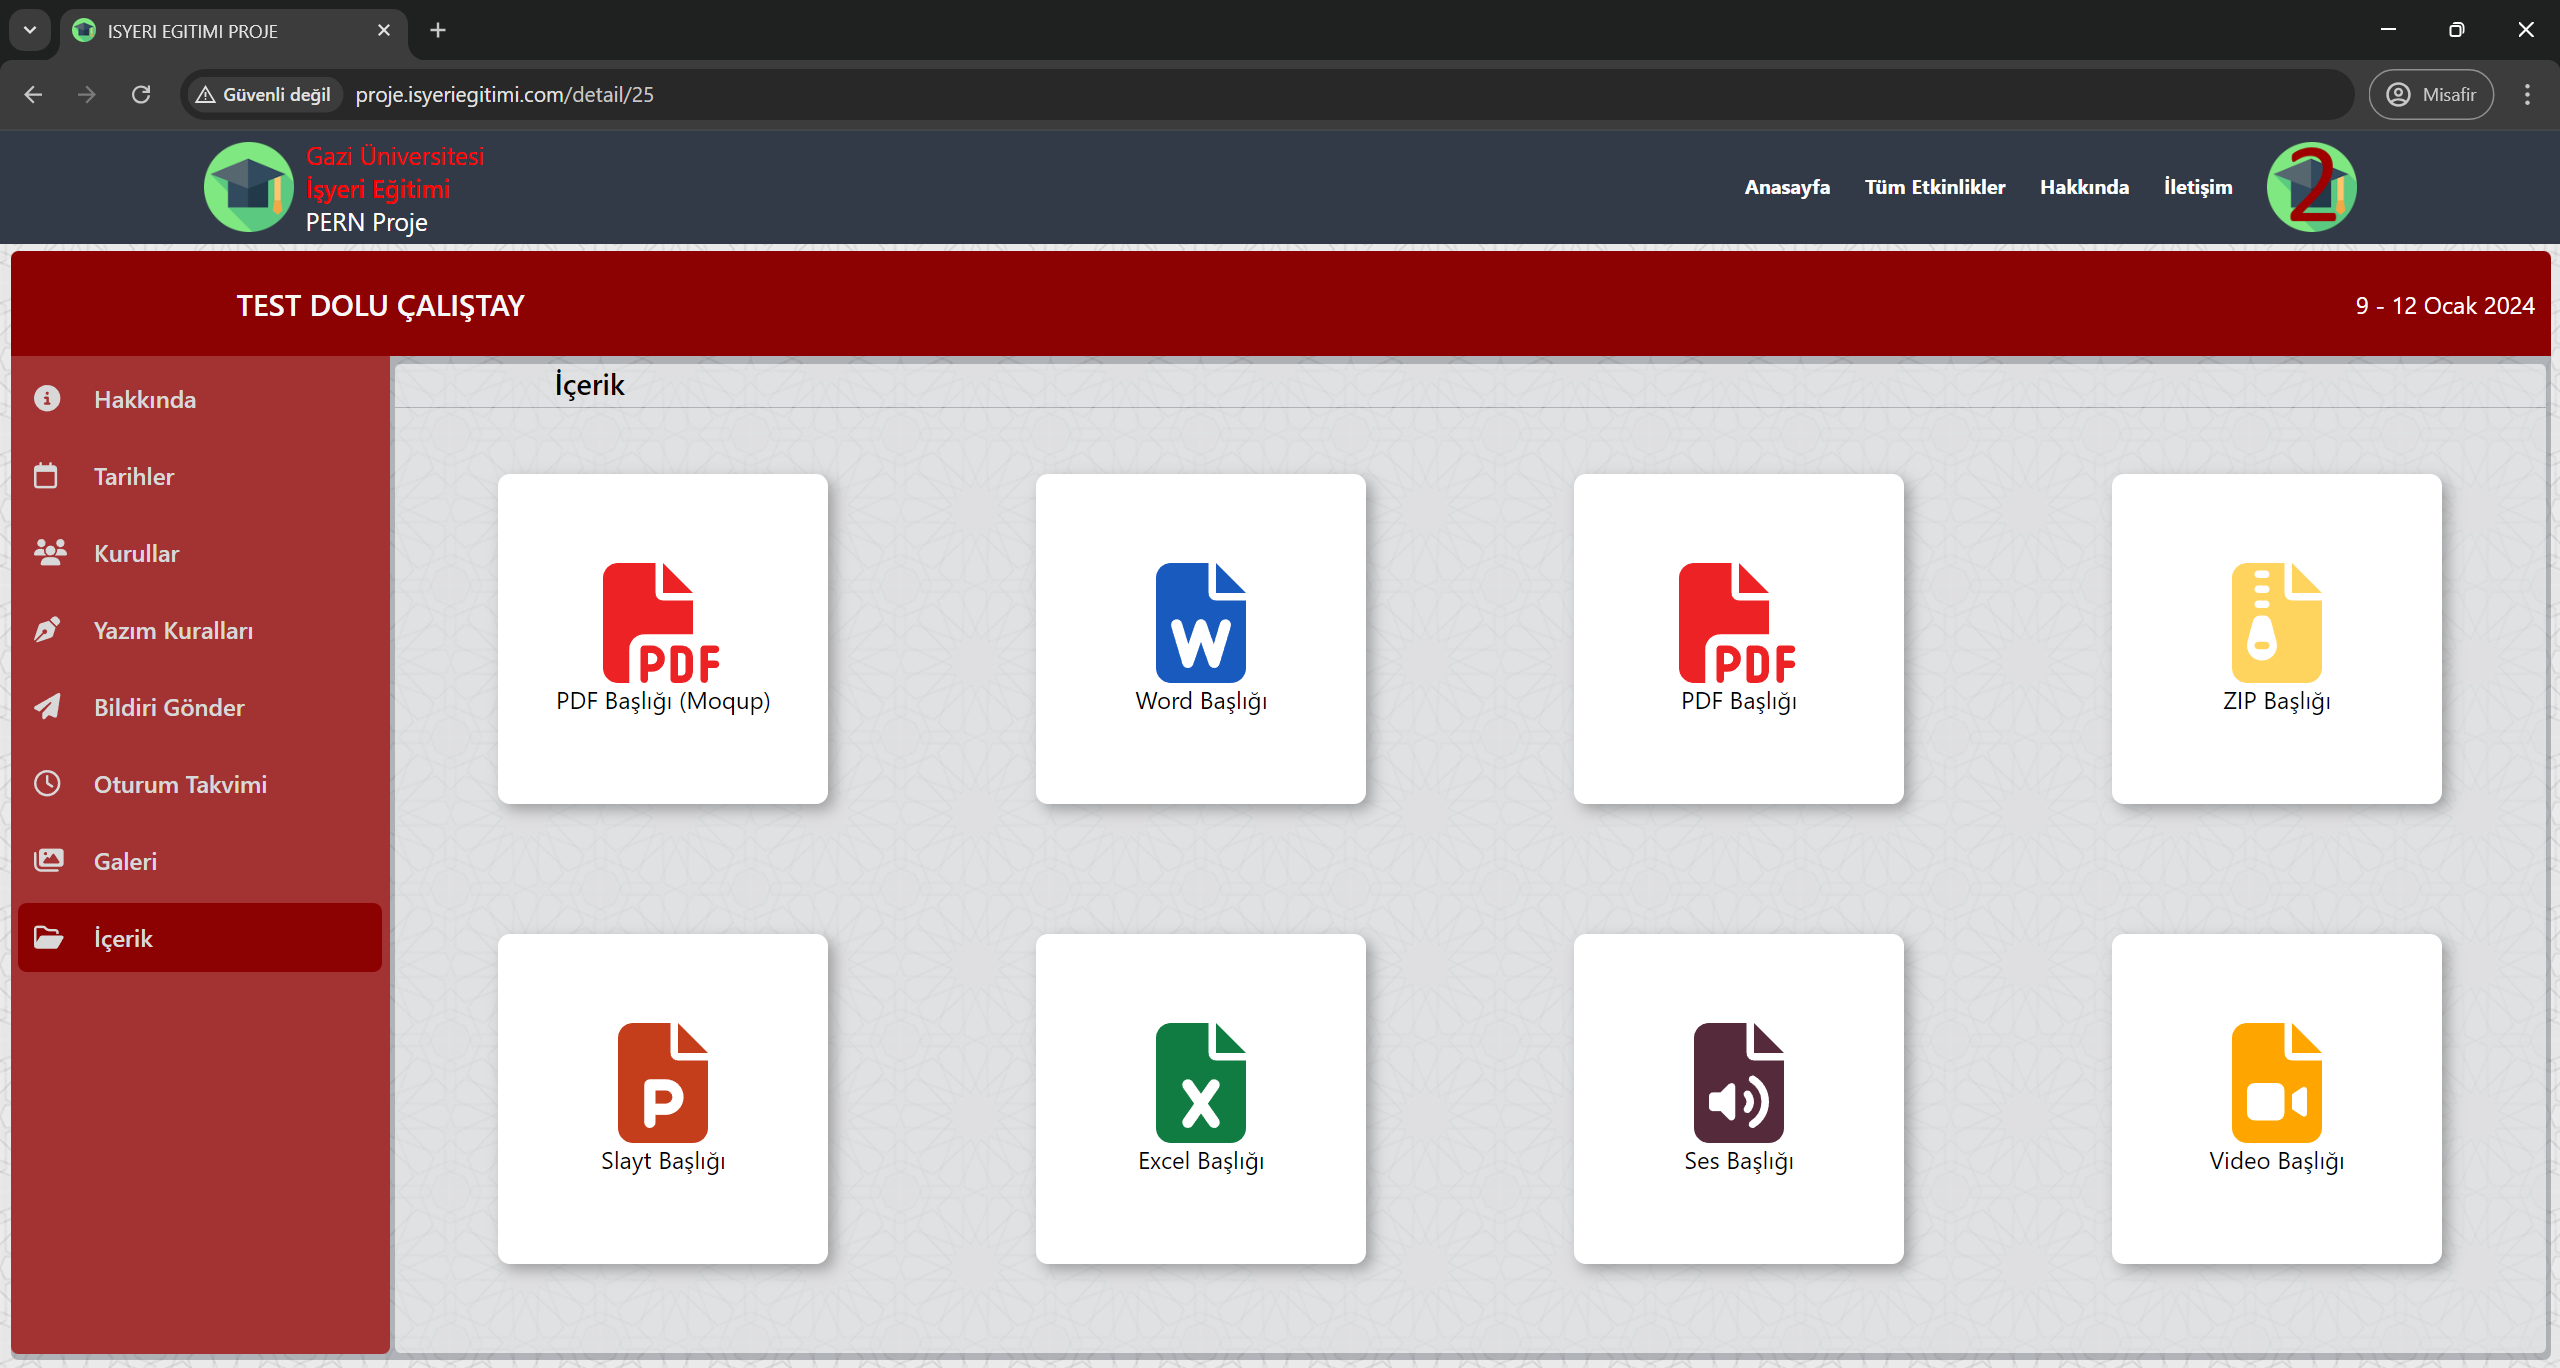 ISYERI EGITIMI PROJE
Güvenli değil
proje.isyeriegitimi.com/detail/25
Misafir
Gazi Üniversitesi
İşyeri Eğitimi
PERN Proje
Anasayfa
Tüm Etkinlikler
Hakkında
İletişim
2
TEST DOLU ÇALIŞTAY
9 - 12 Ocak 2024
Hakkında
Tarihler
Kurullar
Yazım Kuralları
Bildiri Gönder
Oturum Takvimi
Galeri
İçerik
İçerik
PDF
PDF Başlığı (Moqup)
W
Word Başlığı
PDF
PDF Başlığı
ZIP Başlığı
P
Slayt Başlığı
X
Excel Başlığı
Ses Başlığı
Video Başlığı